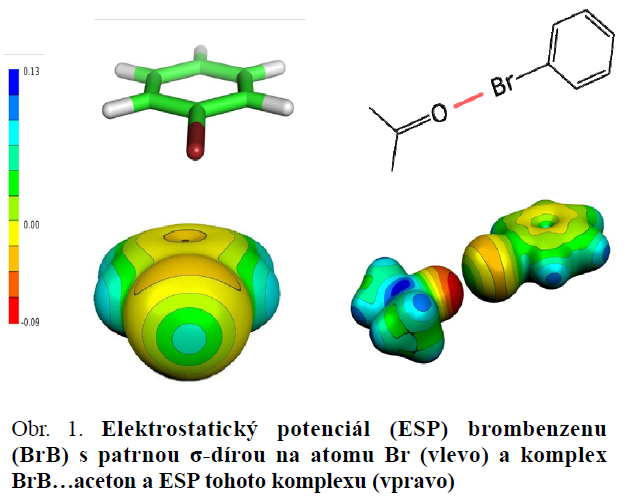 0.13
0.00
-0.09
Br
O
Obr. 1. Elektrostatický potenciál (ESP) brombenzenu
(BrB) s patrnou σ-dírou na atomu Br (vlevo) a komplex
BrB…aceton a ESP tohoto komplexu (vpravo)